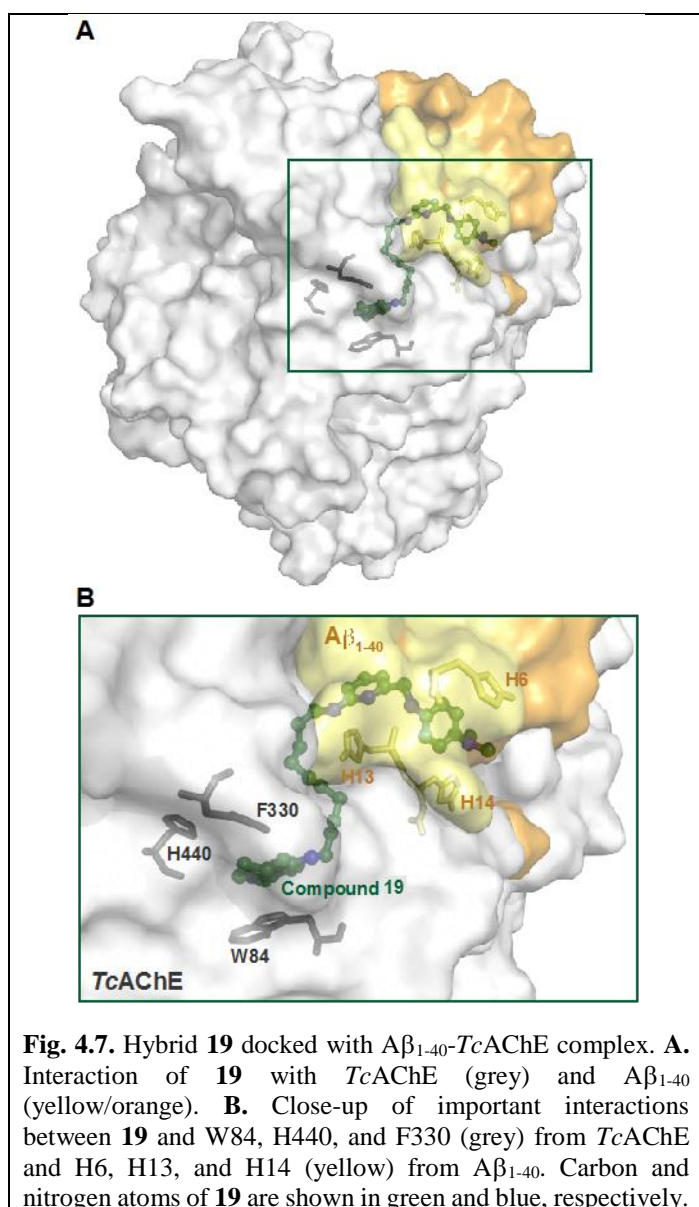 A
B
Aβ1-40
H6
H13
H14
F330
H440
Compound 19
W84
TcAChE
Fig. 4.7. Hybrid 19 docked with Aβ1-40-TcAChE complex. A.
Interaction of 19 with TcAChE (grey) and Aβ1-40
(yellow/orange). B. Close-up of important interactions
between 19 and W84, H440, and F330 (grey) from TcAChE
and H6, H13, and H14 (yellow) from Aβ1-40. Carbon and
nitrogen atoms of 19 are shown in green and blue, respectively.